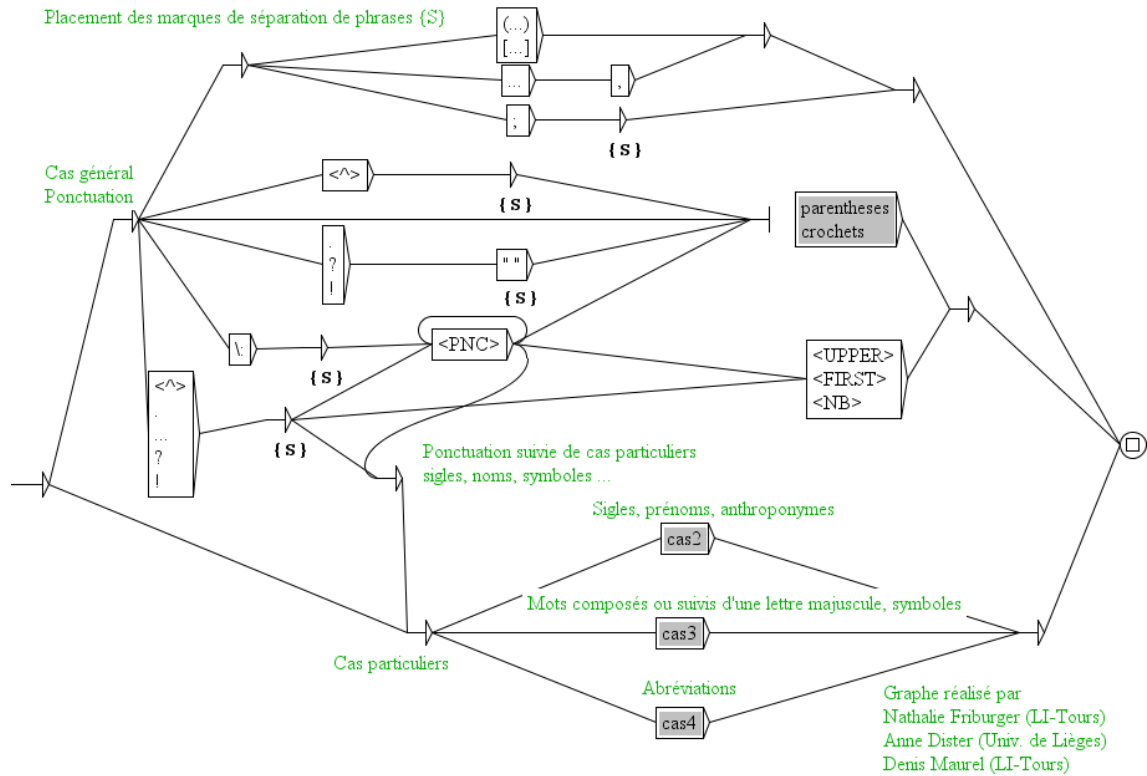 Placement des marques de séparation de phrases {S}
(...)
[...]
...
,
;
{ S }
Cas général
Ponctuation
<^>
{ S }
.
?
!
" "
{ S }
parentheses
crochets
\:
{ S }
<PNC>
<UPPER>
<FIRST>
<NB>
<^>
.
...
?
!
{ S }
Ponctuation suivie de cas particuliers
sigles, noms, symboles ...
Sigles, prénoms, anthroponymes
cas2
Mots composés ou suivis d'une lettre majuscule, symboles
cas3
Cas particuliers
Abréviations
cas4
Graphe réalisé par
Nathalie Friburger (LI-Tours)
Anne Dister (Univ. de Lièges)
Denis Maurel (LI-Tours)